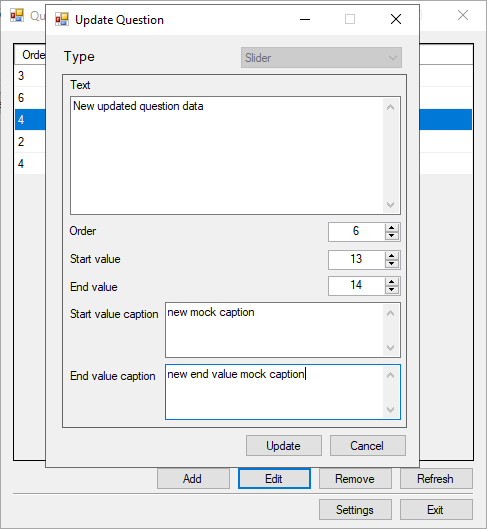 Qu
Update Question
Orde
3
6
4
2
4
Type
Slider
Text
New updated question data
Order
6
Start value
13
End value
14
Start value caption
new mock caption
End value caption
new end value mock caption
Update
Cancel
Add
Edit
Remove
Refresh
Settings
Exit